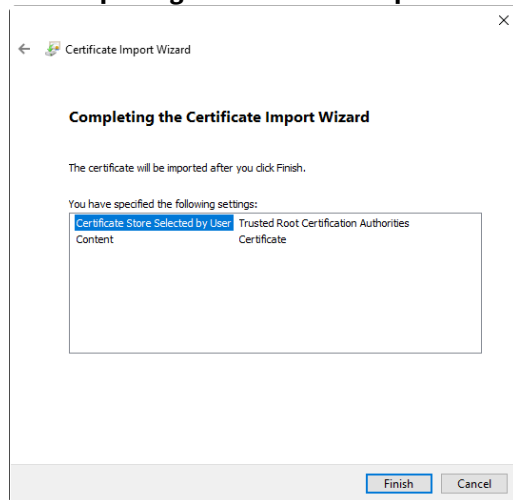 Certificate Import Wizard
Completing the Certificate Import Wizard
The certificate will be imported after you click Finish.
You have specified the following settings:
Certificate Store Selected by User Trusted Root Certification Authorities
Content Certificate
Finish Cancel